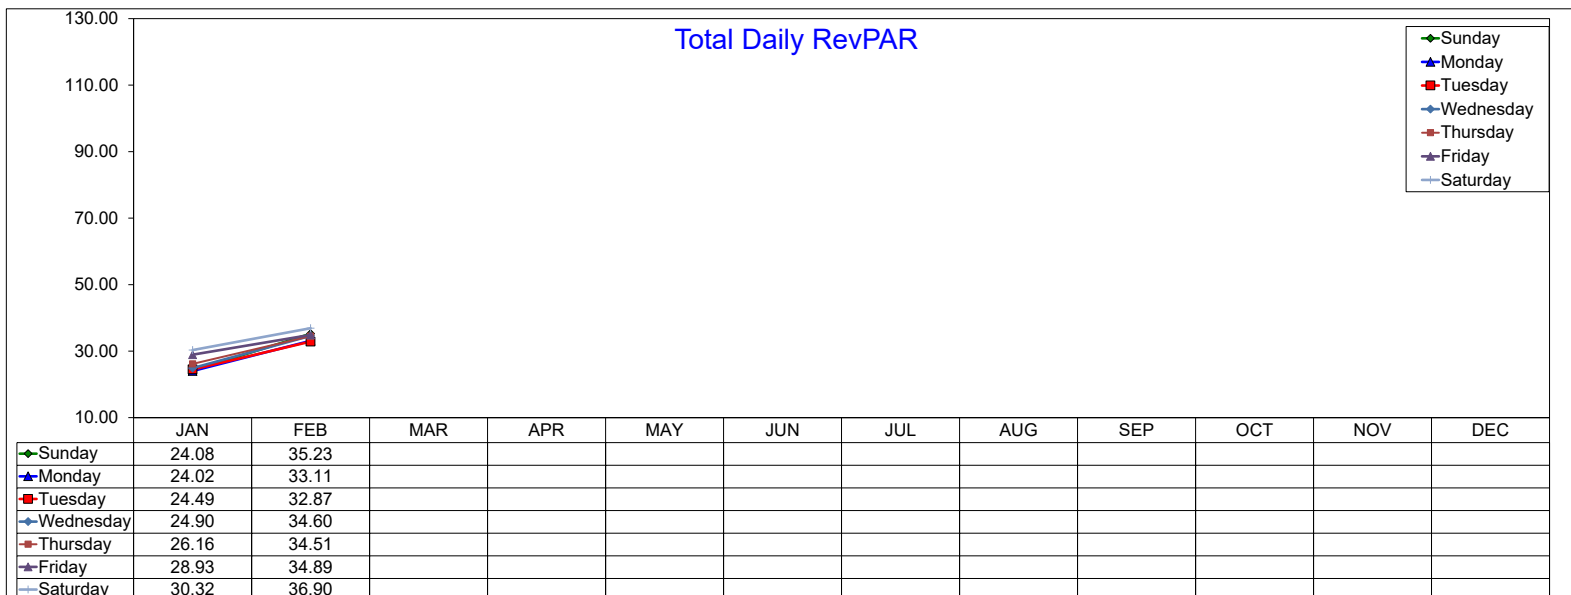 Total Daily RevPAR
130.00
110.00
90.00
70.00
50.00
30.00
10.00
Sunday
Monday
Tuesday
Wednesday
Thursday
Friday
Saturday
JAN FEB MAR APR MAY JUN JUL AUG SEP OCT NOV DEC
Sunday 24.08 35.23
Monday 24.02 33.11
Tuesday 24.49 32.87
Wednesday 24.90 34.60
Thursday 26.16 34.51
Friday 28.93 34.89
Saturday 30.32 36.90